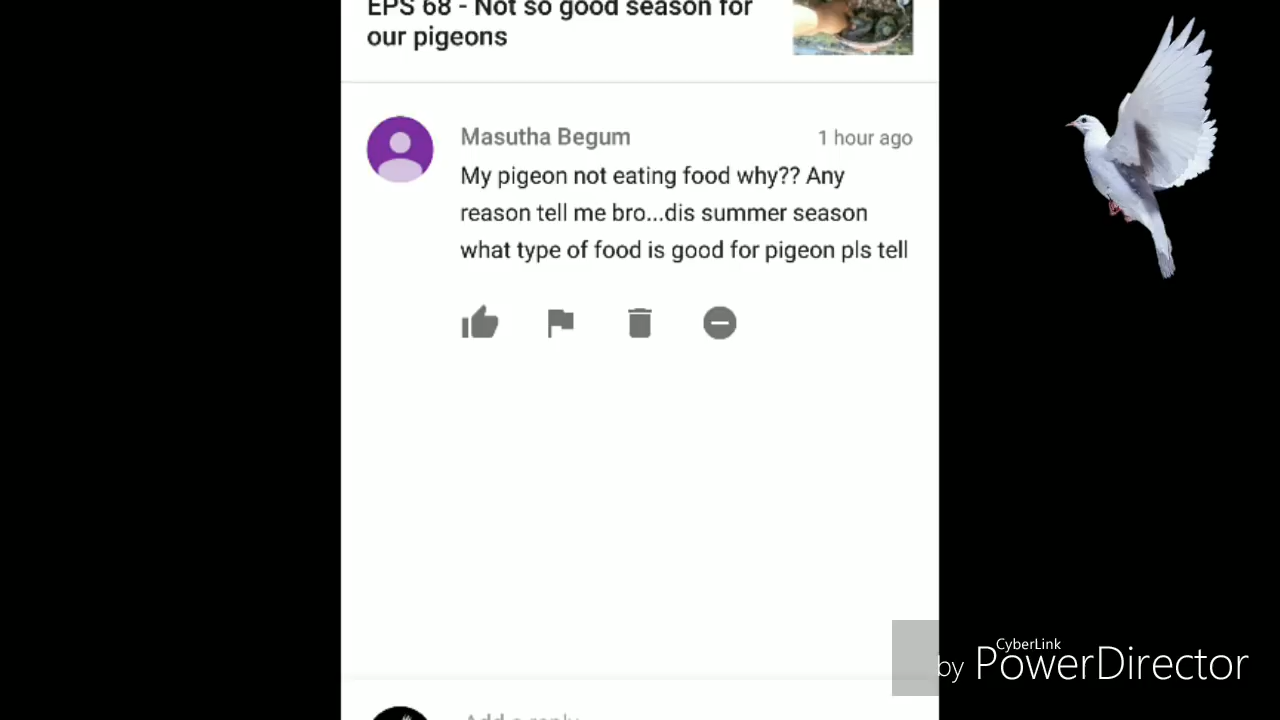 EPS 68 - Not so good season for
our pigeons
Masutha Begum
1 hour ago
My pigeon not eating food why?? Any
reason tell me bro...dis summer season
what type of food is good for pigeon pls tell
Add a reply
CyberLink
by PowerDirector